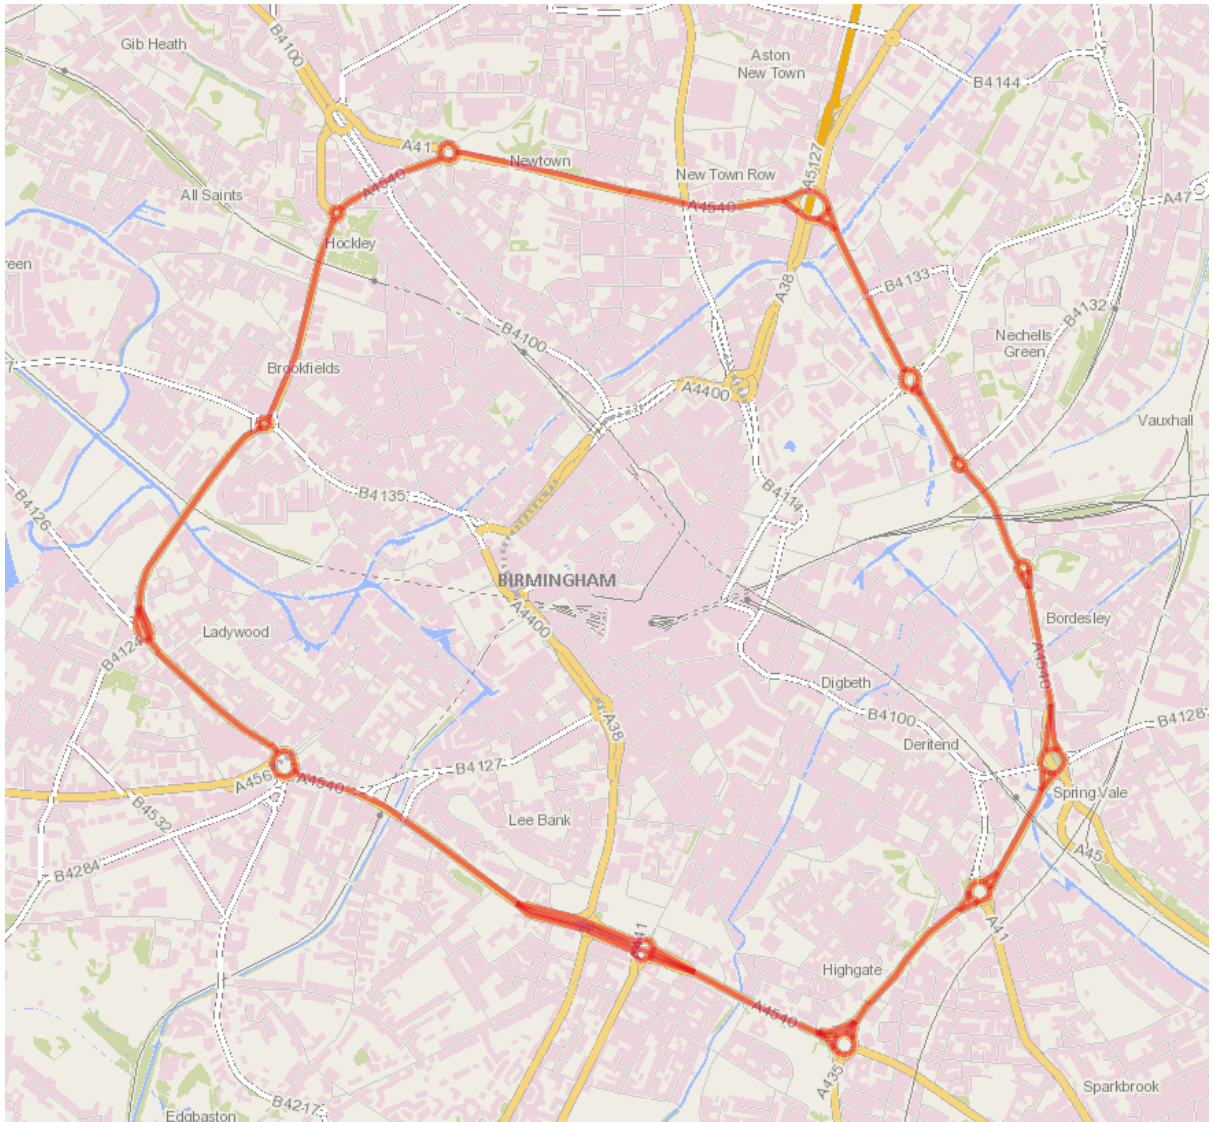 Gib Heath
B4100
Aston
New Town
B4144
A41
Newtown
A5127
A4540
New Town Row
A4540
A47
All Saints
Hockley
reen
B4133
A38
B4132
B4100
Nechells
Green
Brookfields
A4400
Vauxhall
B4135
B4114
B4126
BIRMINGHAM
A4400
Bordesley
Ladywood
B4124
A4540
Digbeth
B4100
B4128
A38
Deritend
B4127
A456
A4540
Spring Vale
B4532
Lee Bank
A45
B4284
A41
41
Highgate
A4540
A435
Sparkbrook
B4217
Edgbaston